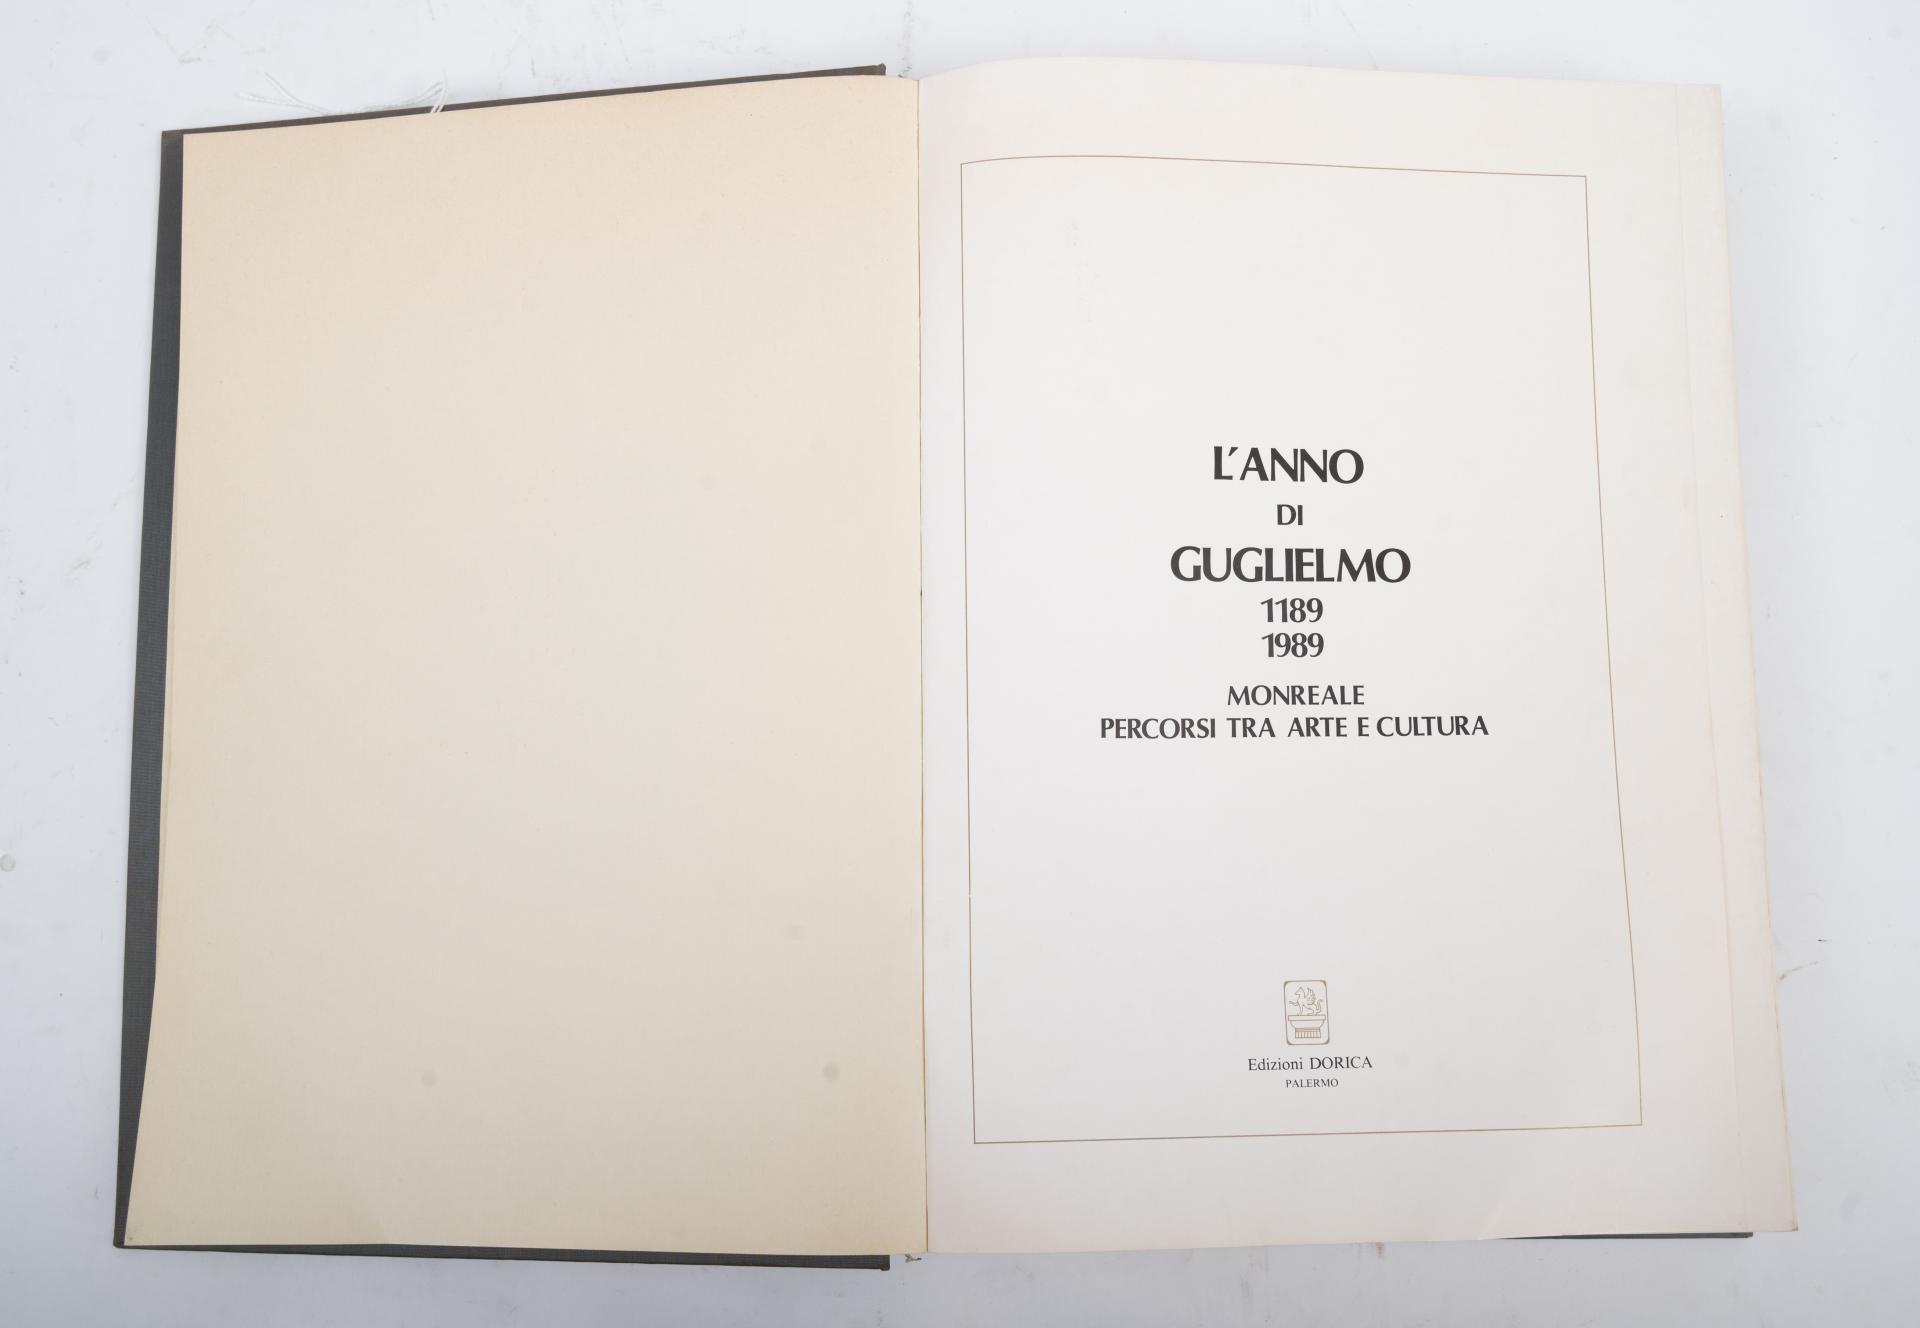 L'ANNO
DI
GUGLIELMO
1189
1989
MONREALE
PERCORSI TRA ARTE E CULTURA
Edizioni DORICA
PALERMO